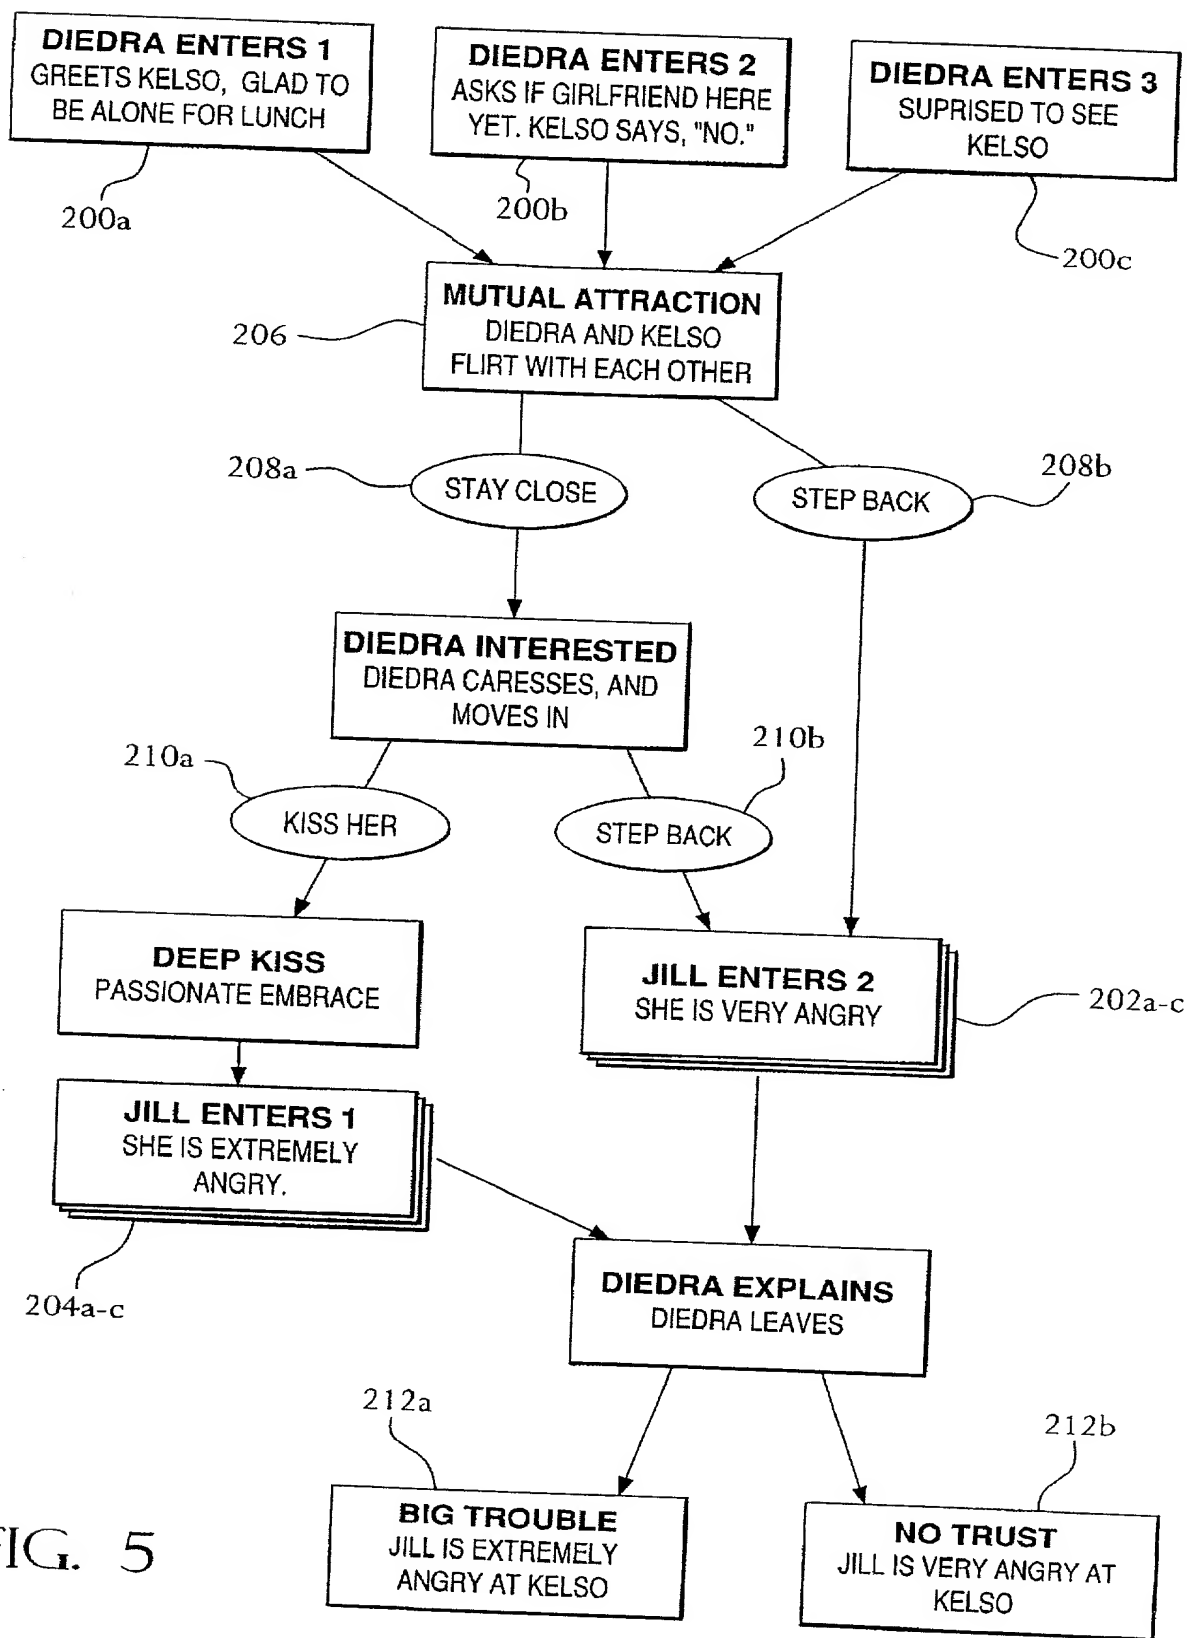 DIEDRA ENTERS 1
GREETS KELSO, GLAD TO
BE ALONE FOR LUNCH
DIEDRA ENTERS 2
ASKS IF GIRLFRIEND HERE
YET. KELSO SAYS, "NO."
DIEDRA ENTERS 3
SUPRISED TO SEE
KELSO
200a
200b
200c
MUTUAL ATTRACTION
DIEDRA AND KELSO
FLIRT WITH EACH OTHER
206
208a
STAY CLOSE
STEP BACK
208b
DIEDRA INTERESTED
DIEDRA CARESSES, AND
MOVES IN
210a
210b
KISS HER
STEP BACK
DEEP KISS
PASSIONATE EMBRACE
JILL ENTERS 2
SHE IS VERY ANGRY
202a-c
JILL ENTERS 1
SHE IS EXTREMELY
ANGRY.
204a-c
DIEDRA EXPLAINS
DIEDRA LEAVES
212a
212b
BIG TROUBLE
JILL IS EXTREMELY
ANGRY AT KELSO
NO TRUST
JILL IS VERY ANGRY AT
KELSO
FIG. 5